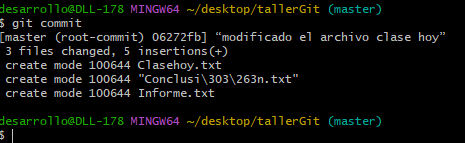 desarrollo@DLL-178 MINGW64 ~/desktop/tallerGit (master)
$ git commit
[master (root-commit) 06272fb] “modificado el archivo clase hoy”
 3 files changed, 5 insertions(+)
 create mode 100644 Clasehoy.txt
 create mode 100644 "Conclusi\303\263n.txt"
 create mode 100644 Informe.txt
desarrollo@DLL-178 MINGW64 ~/desktop/tallerGit (master)
$